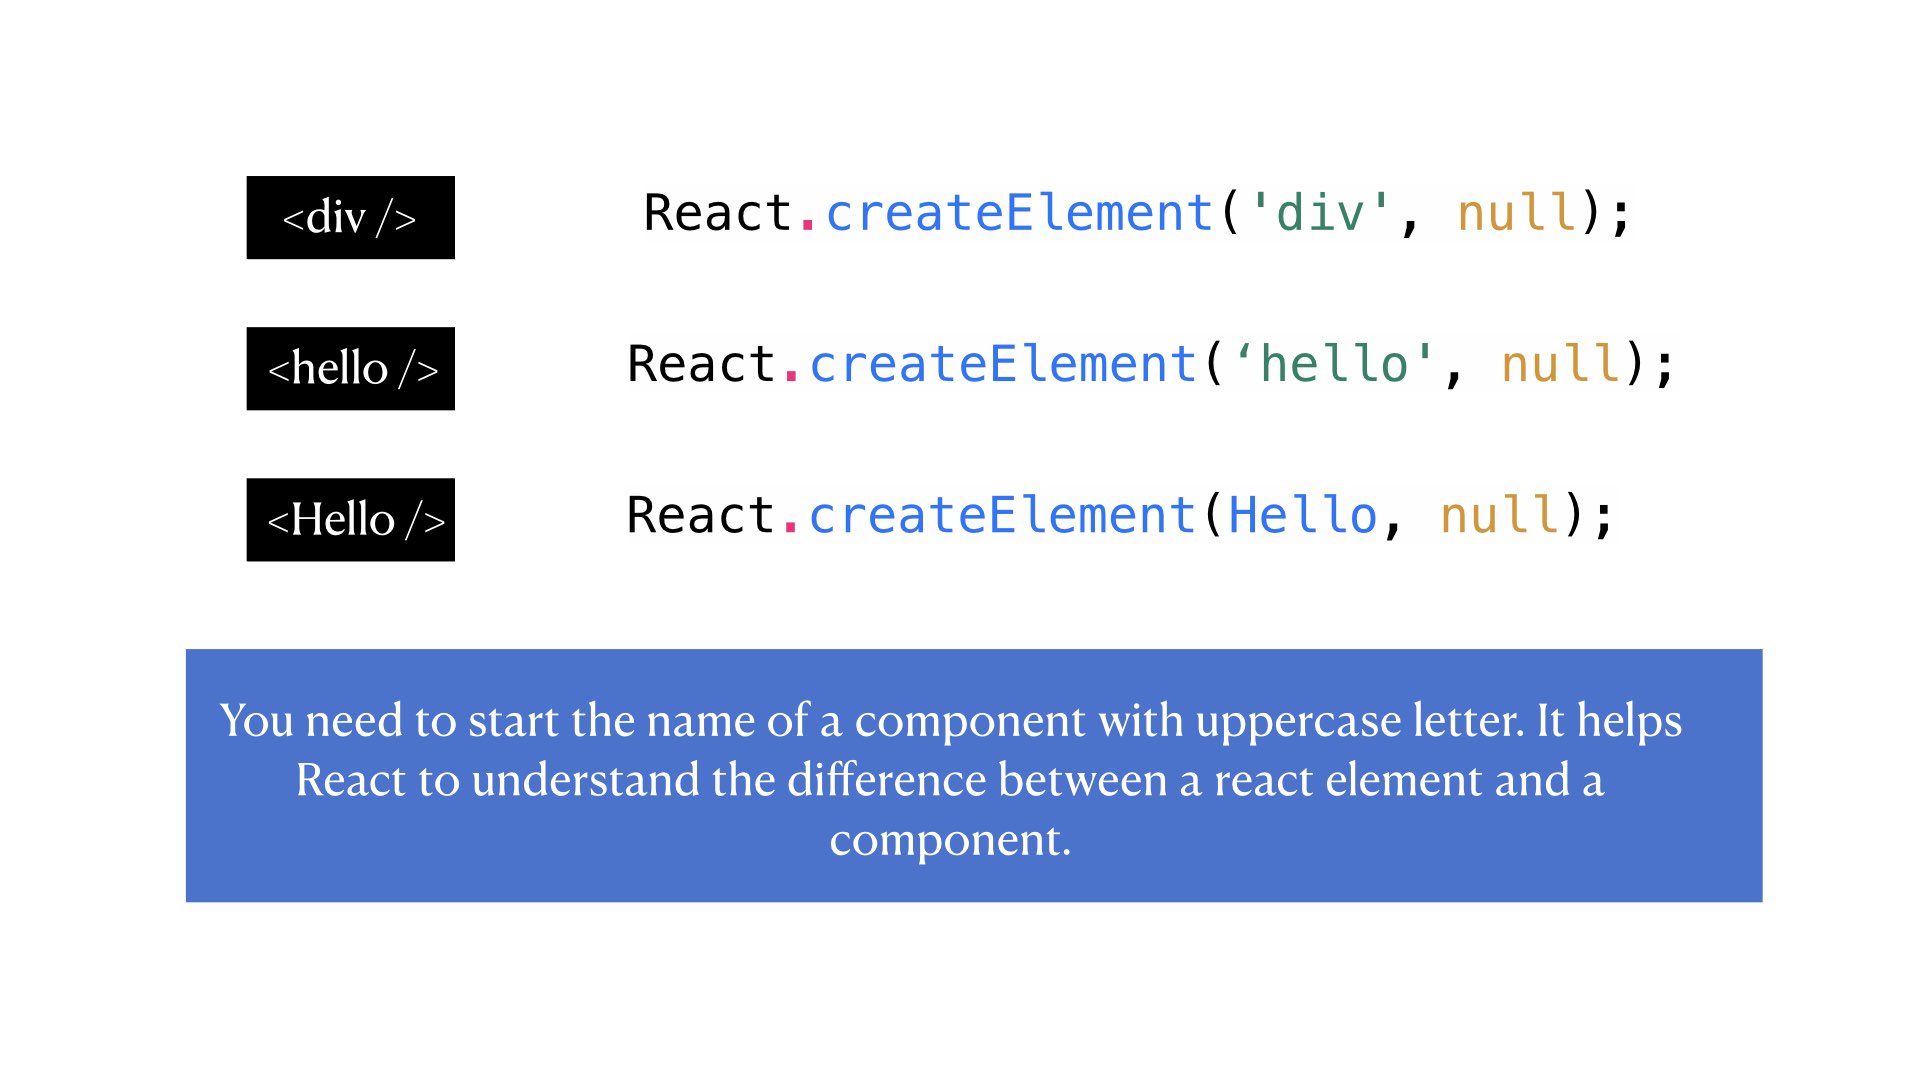 <div /> React.createElement('div', null);
<hello /> React.createElement(‘hello', null);
<Hello /> React.createElement(Hello, null);
You need to start the name of a component with uppercase letter. It helps
React to understand the difference between a react element and a
component.